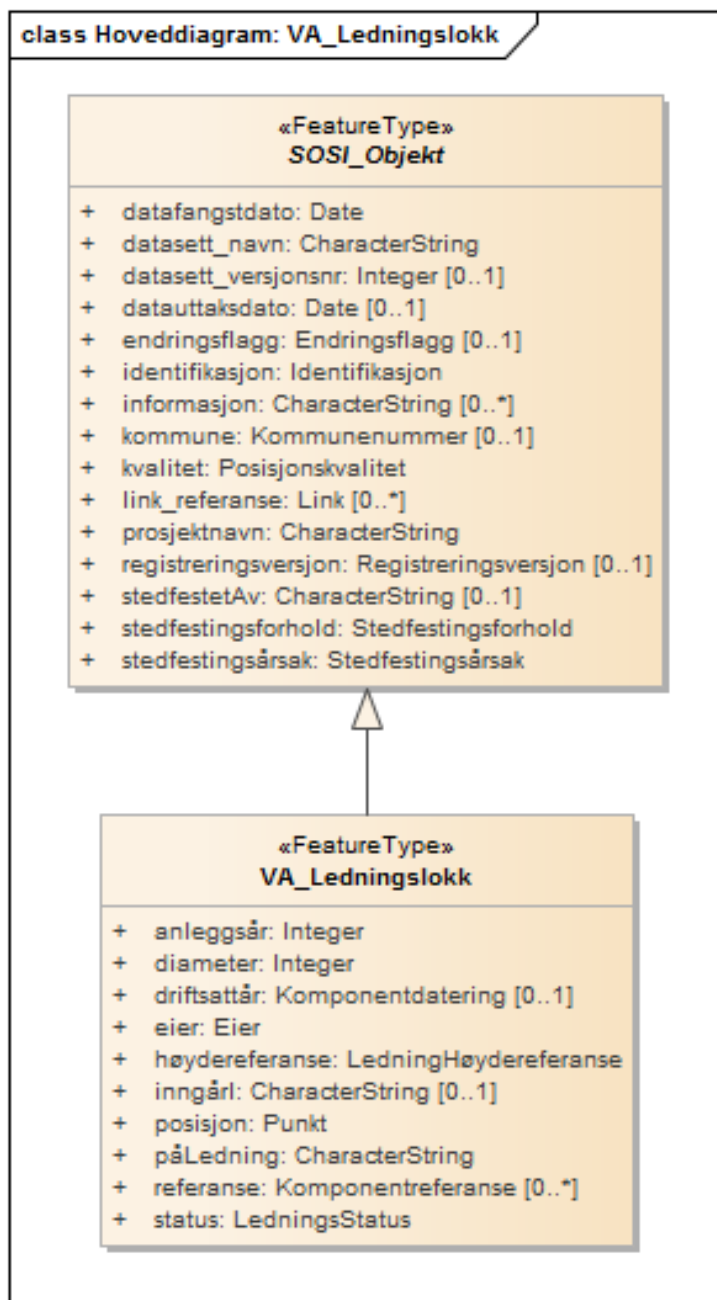 class Hoveddiagram: VA_Ledningslokk
«FeatureType»
SOSI_Objekt
+ datafangstdato: Date
+ datasett_navn: CharacterString
+ datasett_versjonsnr: Integer [0..1]
+ datauttaksdato: Date [0..1]
+ endringsflagg: Endringsflagg [0..1]
+ identifikasjon: Identifikasjon
+ informasjon: CharacterString [0..*]
+ kommune: Kommunenummer [0..1]
+ kvalitet: Posisjonskvalitet
+ link_referanse: Link [0..*]
+ prosjektnavn: CharacterString
+ registreringsversjon: Registreringsversjon [0..1]
+ stedfestetAv: CharacterString [0..1]
+ stedfestingsforhold: Stedfestingsforhold
+ stedfestingsårsak: Stedfestingsårsak
«FeatureType»
VA_Ledningslokk
+ anleggsår: Integer
+ diameter: Integer
+ driftsattår: Komponentdatering [0..1]
+ eier: Eier
+ høydereferanse: LedningHøydereferanse
+ inngårI: CharacterString [0..1]
+ posisjon: Punkt
+ påLedning: CharacterString
+ referanse: Komponentreferanse [0..*]
+ status: LedningsStatus